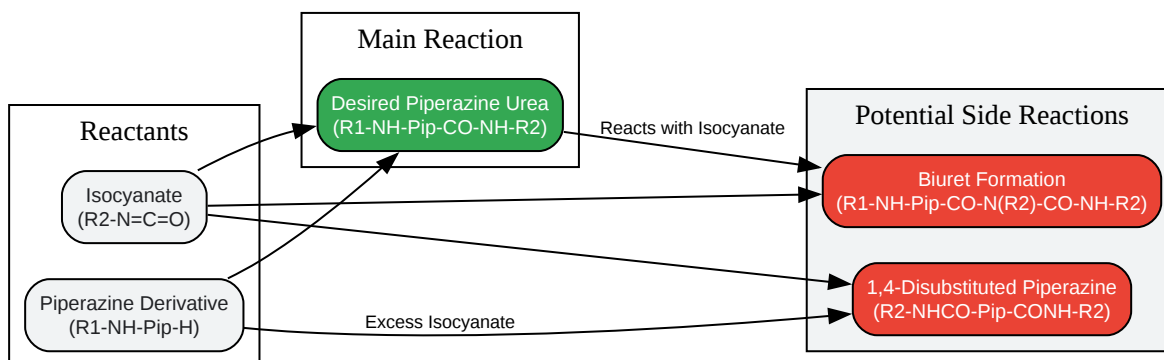 Reactants
Isocyanate
(R2-N=C=O)
Piperazine Derivative
(R1-NH-Pip-H)
Main Reaction
Desired Piperazine Urea
(R1-NH-Pip-CO-NH-R2)
Reacts with Isocyanate
Excess Isocyanate
Potential Side Reactions
Biuret Formation
(R1-NH-Pip-CO-N(R2)-CO-NH-R2)
1,4-Disubstituted Piperazine
(R2-NHCO-Pip-CONH-R2)